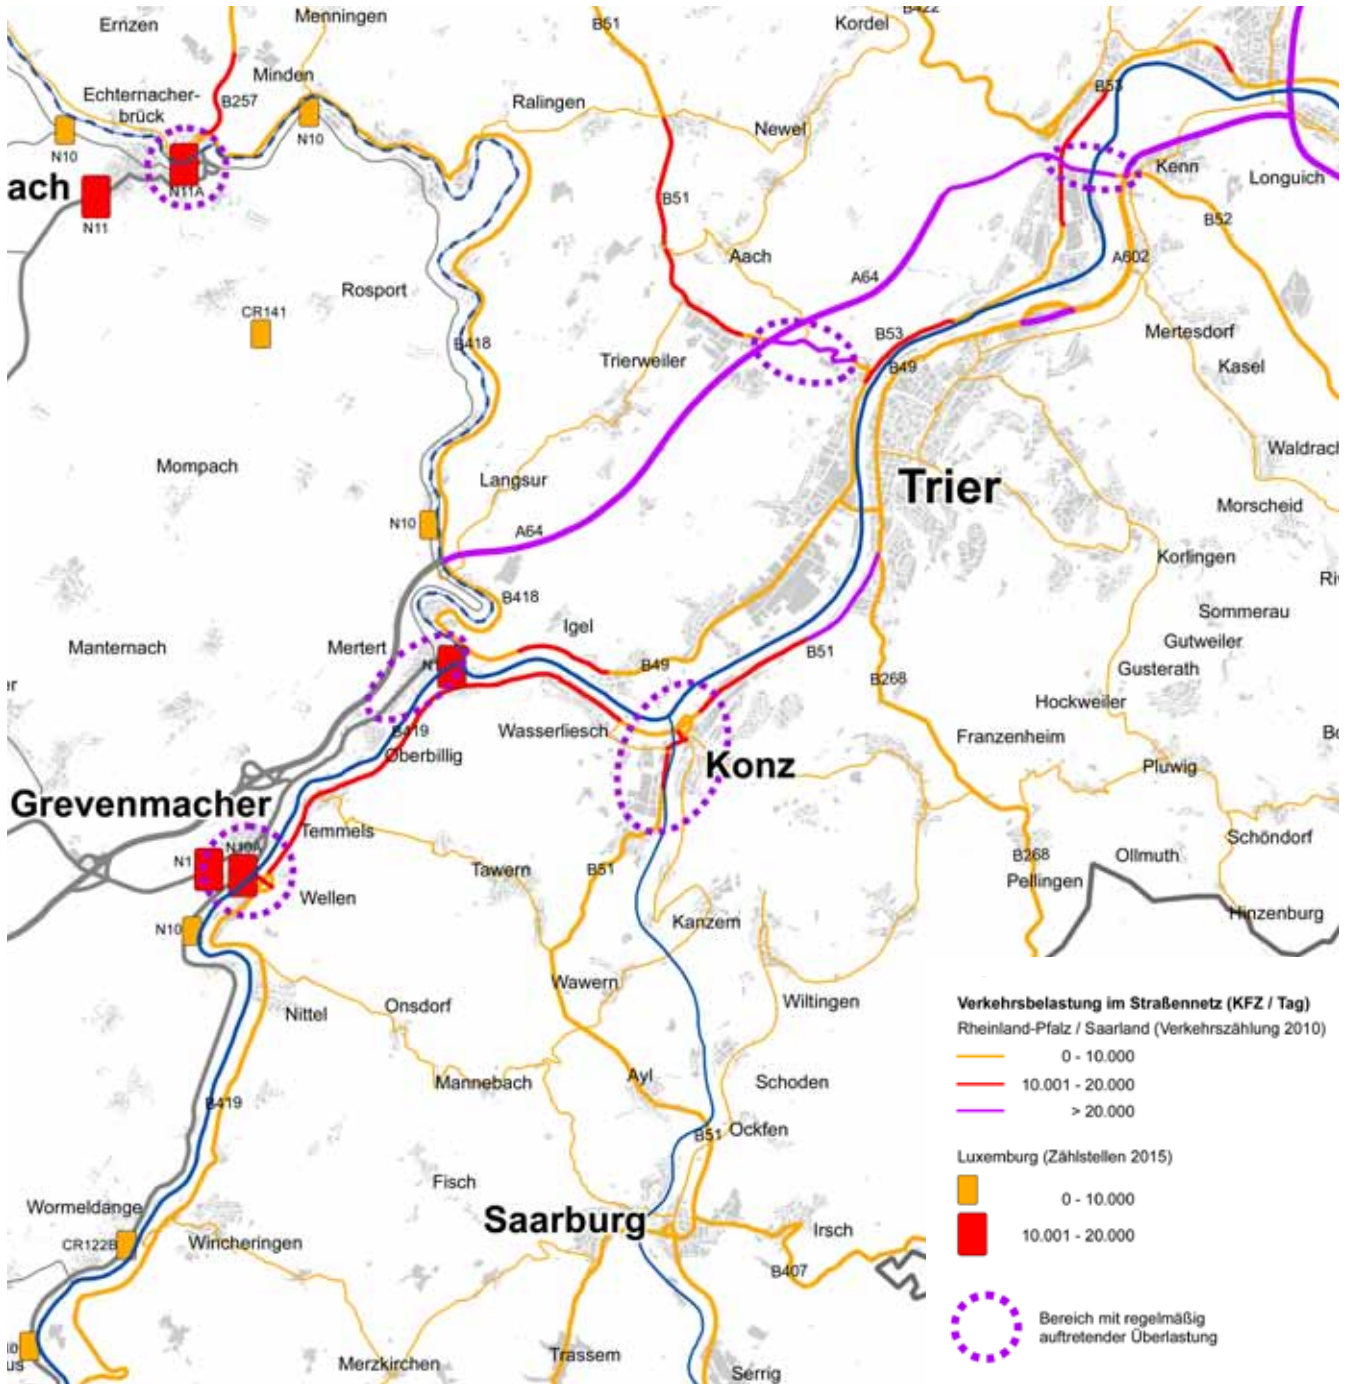 Menningen
Ernzen
B51
Kordel
B422
Minden
Echternacher-
brück
B257
Ralingen
B53
N10
N10
Newel
Kenn
ach
N11A
Longuich
N11
B51
B52
Aach
A602
Rosport
A64
CR141
B418
B53
Mertesdorf
Trierweiler
B49
Kasel
Mompach
Waldrach
Langsur
Trier
Morscheid
N10
A64
Korlingen
B418
Sommerau
Igel
Mertert
Gutweiler
Manternach
B51
B49
Gusterath
er
B268
Hockweiler
Wasserliesch
B419
Franzenheim
Oberbillig
Konz
Pluwig
Grevenmacher
Temmels
Schöndorf
N1
B268
Ollmuth
Tawern
B51
Pellingen
Wellen
Hinzenburg
N10
Kanzem
Wawern
Onsdorf
Wiltingen
Nittel
Mannebach
Ayl
Schoden
B419
B51
Ockfen
Fisch
Wormeldange
Saarburg
Irsch
CR122B
Wincheringen
B407
Trassem
Merzkirchen
Serrig
us
Verkehrsbelastung im Straßennetz (KFZ / Tag)
Rheinland-Pfalz / Saarland (Verkehrszählung 2010)
0 - 10.000
10.001 - 20.000
> 20.000
Luxemburg (Zählstellen 2015)
0 - 10.000
10.001 - 20.000
Bereich mit regelmäßig
auftretender Überlastung